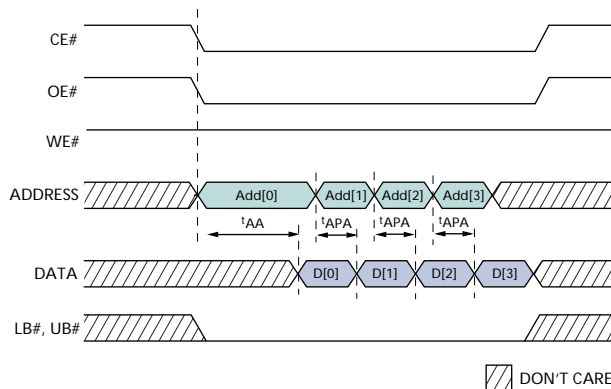 CE#
OE#
WE#
ADDRESS Add[0] Add[1] Add[2] Add[3]
tAA tAPA tAPA tAPA
DATA D[0] D[1] D[2] D[3]
LB#, UB#
DON'T CARE